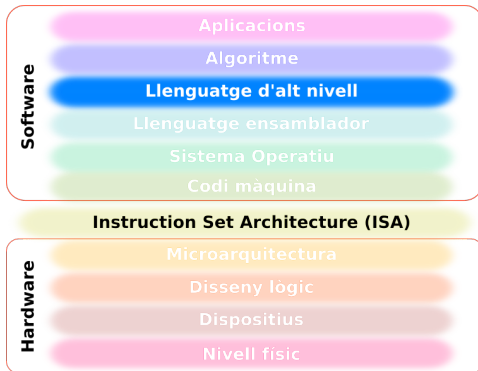 Software
Aplicacions
Algoritme
Llenguatge d'alt nivell
Llenguatge ensamblador
Sistema Operatiu
Codi màquina
Instruction Set Architecture (ISA)
Hardware
Microarquitectura
Disseny lògic
Dispositius
Nivell físic